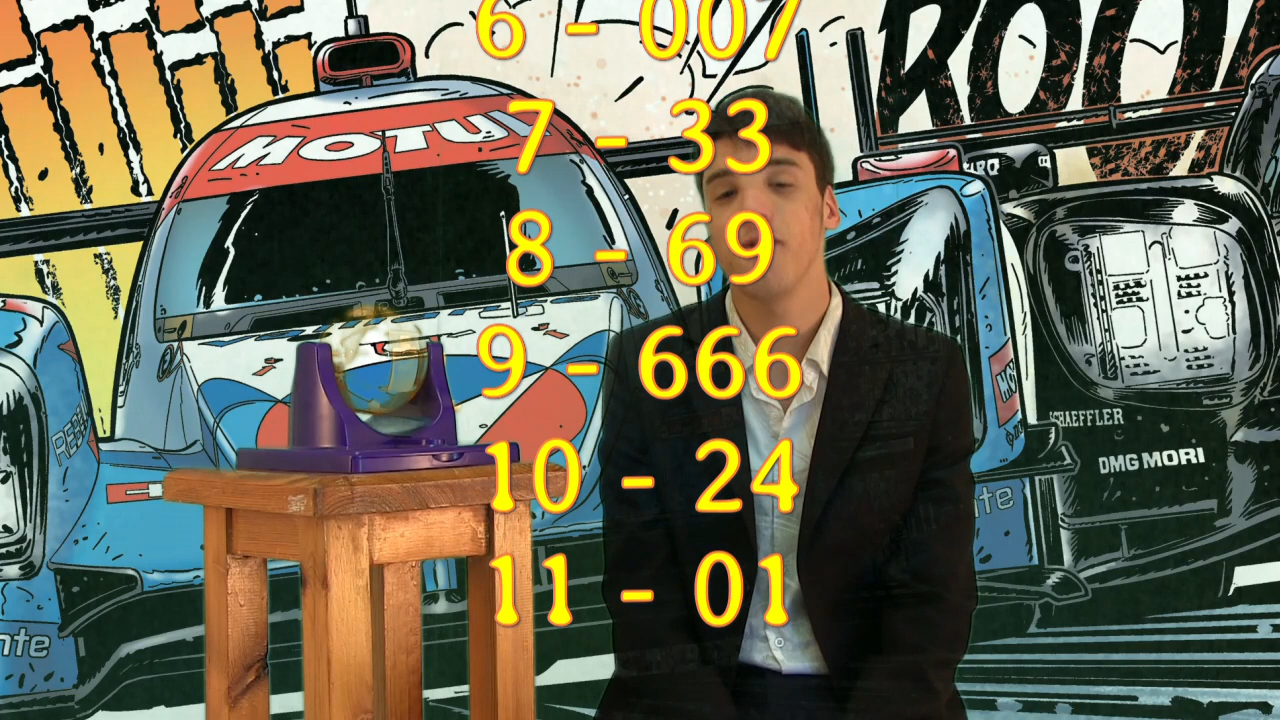 6 - 007
ROO
MOTUL
7 - 33
8 - 69
9 - 666
SCHAEFFLER
DMG MORI
10 - 24
11 - 01